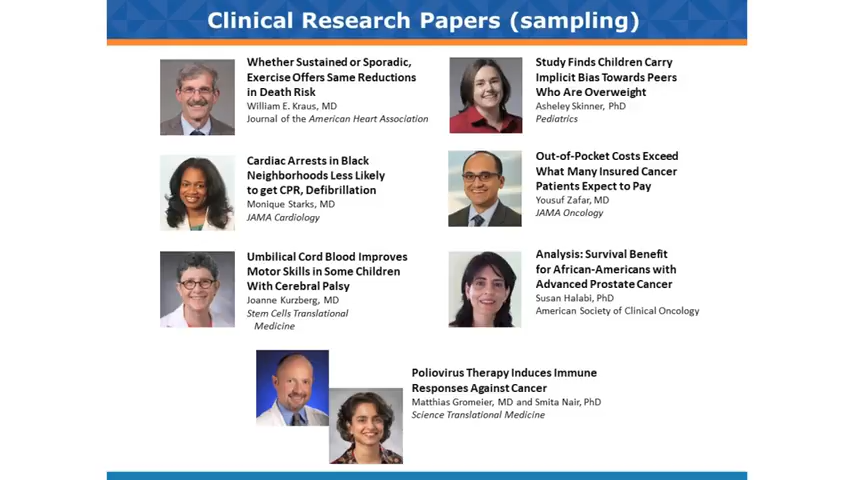 Clinical Research Papers (sampling)
Whether Sustained or Sporadic,
Exercise Offers Same Reductions
in Death Risk
William E. Kraus, MD
Journal of the American Heart Association
Study Finds Children Carry
Implicit Bias Towards Peers
Who Are Overweight
Asheley Skinner, PhD
Pediatrics
Cardiac Arrests in Black
Neighborhoods Less Likely
to get CPR, Defibrillation
Monique Starks, MD
JAMA Cardiology
Out-of-Pocket Costs Exceed
What Many Insured Cancer
Patients Expect to Pay
Yousuf Zafar, MD
JAMA Oncology
Umbilical Cord Blood Improves
Motor Skills in Some Children
With Cerebral Palsy
Joanne Kurzberg, MD
Stem Cells Translational
Medicine
Analysis: Survival Benefit
for African-Americans with
Advanced Prostate Cancer
Susan Halabi, PhD
American Society of Clinical Oncology
Poliovirus Therapy Induces Immune
Responses Against Cancer
Matthias Gromeier, MD and Smita Nair, PhD
Science Translational Medicine